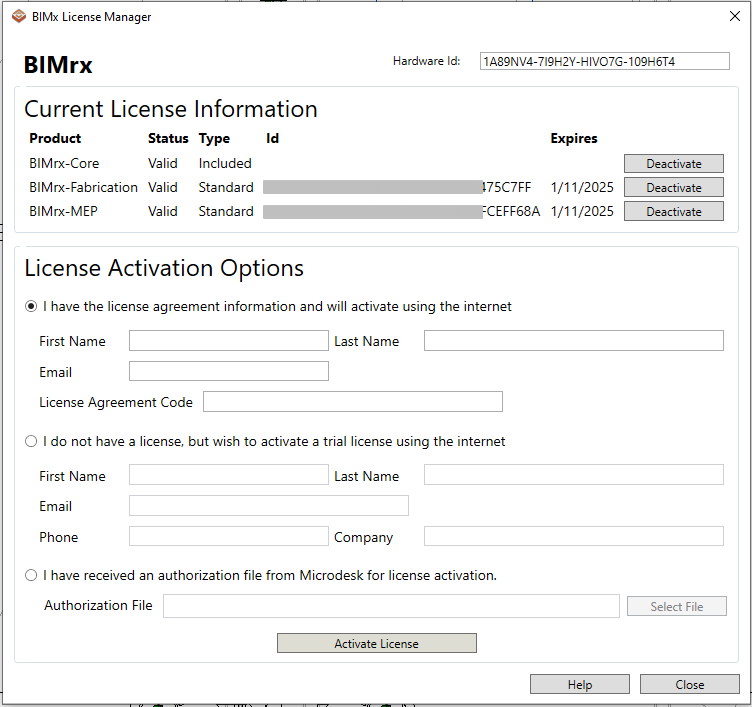 BIMx License Manager
BIMrx
Hardware Id: 1A89NV4-7I9H2Y-HIVO7G-109H6T4
Current License Information
Product Status Type Id Expires
BIMrx-Core Valid Included Deactivate
BIMrx-Fabrication Valid Standard 475C7FF 1/11/2025 Deactivate
BIMrx-MEP Valid Standard FCEFF68A 1/11/2025 Deactivate
License Activation Options
I have the license agreement information and will activate using the internet
First Name Last Name
Email
License Agreement Code
I do not have a license, but wish to activate a trial license using the internet
First Name Last Name
Email
Phone Company
I have received an authorization file from Microdesk for license activation.
Authorization File Select File
Activate License
Help Close